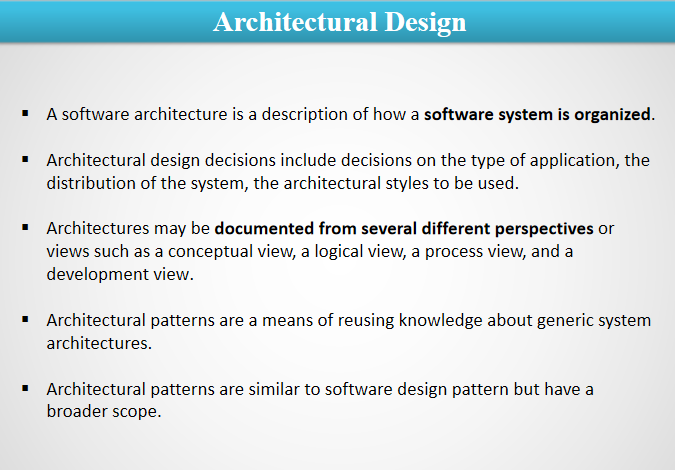 Architectural Design
▪ A software architecture is a description of how a software system is organized.
▪ Architectural design decisions include decisions on the type of application, the
distribution of the system, the architectural styles to be used.
▪ Architectures may be documented from several different perspectives or
views such as a conceptual view, a logical view, a process view, and a
development view.
▪ Architectural patterns are a means of reusing knowledge about generic system
architectures.
▪ Architectural patterns are similar to software design pattern but have a
broader scope.